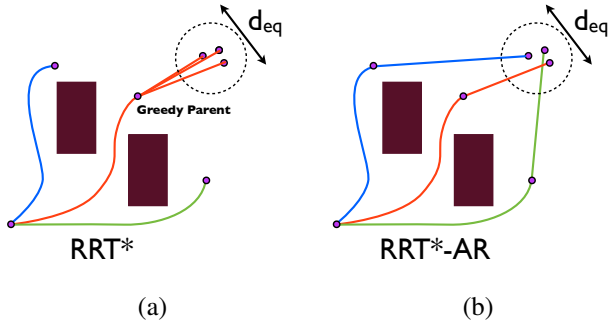 d_eq
d_eq
Greedy Parent
RRT*
RRT*-AR
(a)
(b)